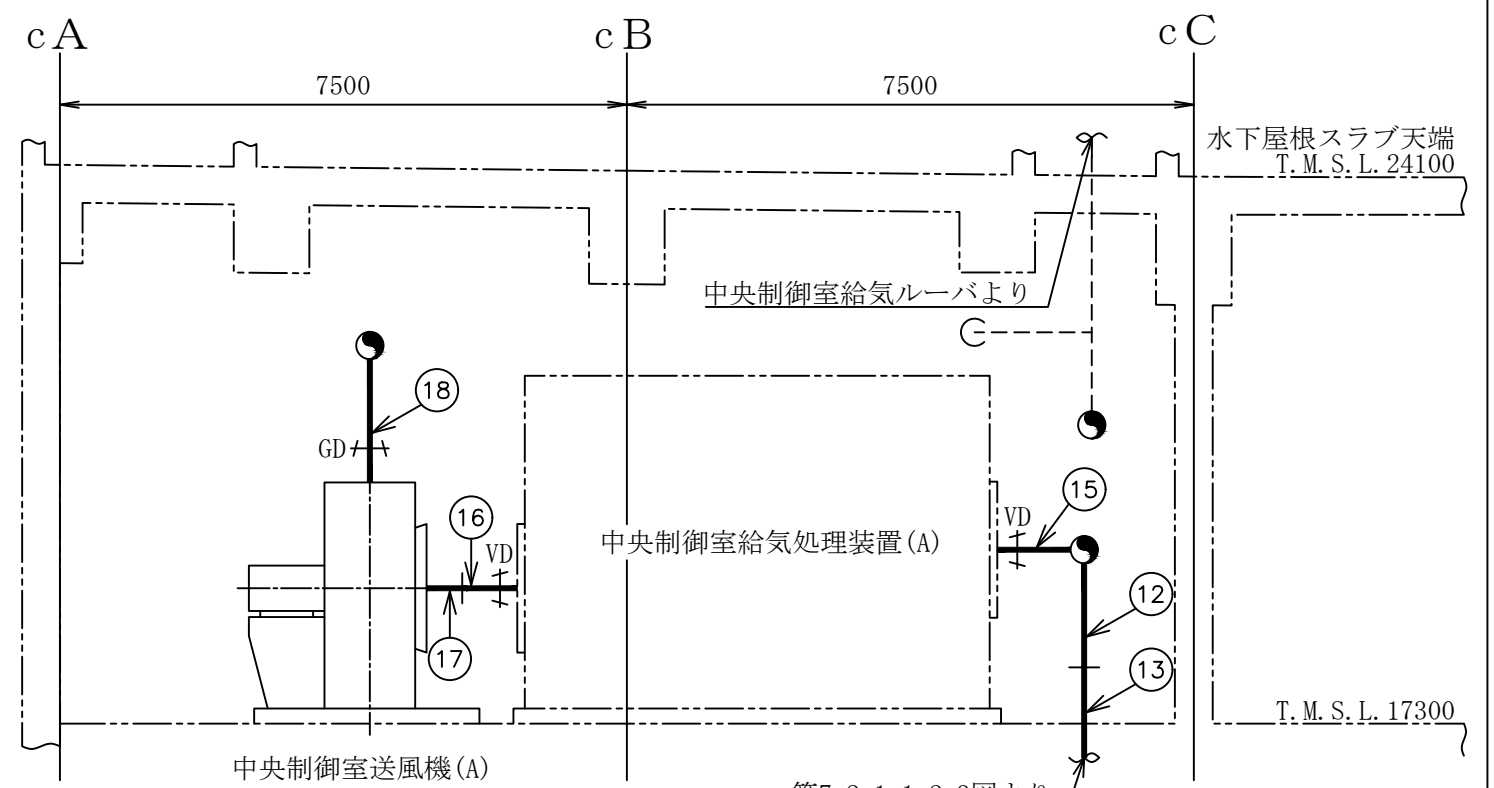 cA
cB
cC
7500
7500
水下屋根スラブ天端
T.M.S.L.24100
中央制御室給気ルーバより
18
GD
15
VD
16
VD
中央制御室給気処理装置(A)
12
17
13
T.M.S.L.17300
中央制御室送風機(A)